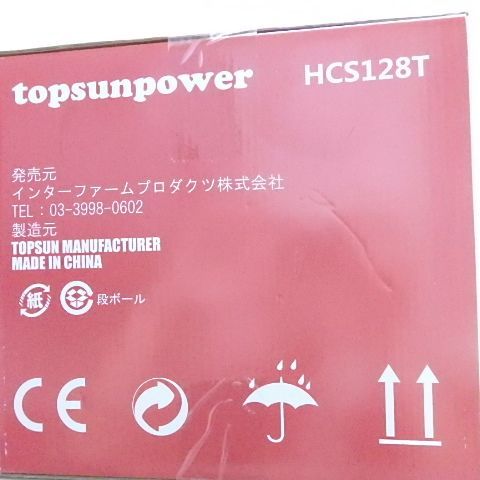 topsunpower
HCS128T
発売元
インターファームプロダクツ株式会社
TEL：03-3998-0602
製造元
TOPSUN MANUFACTURER
MADE IN CHINA
紙
段ボール
CE